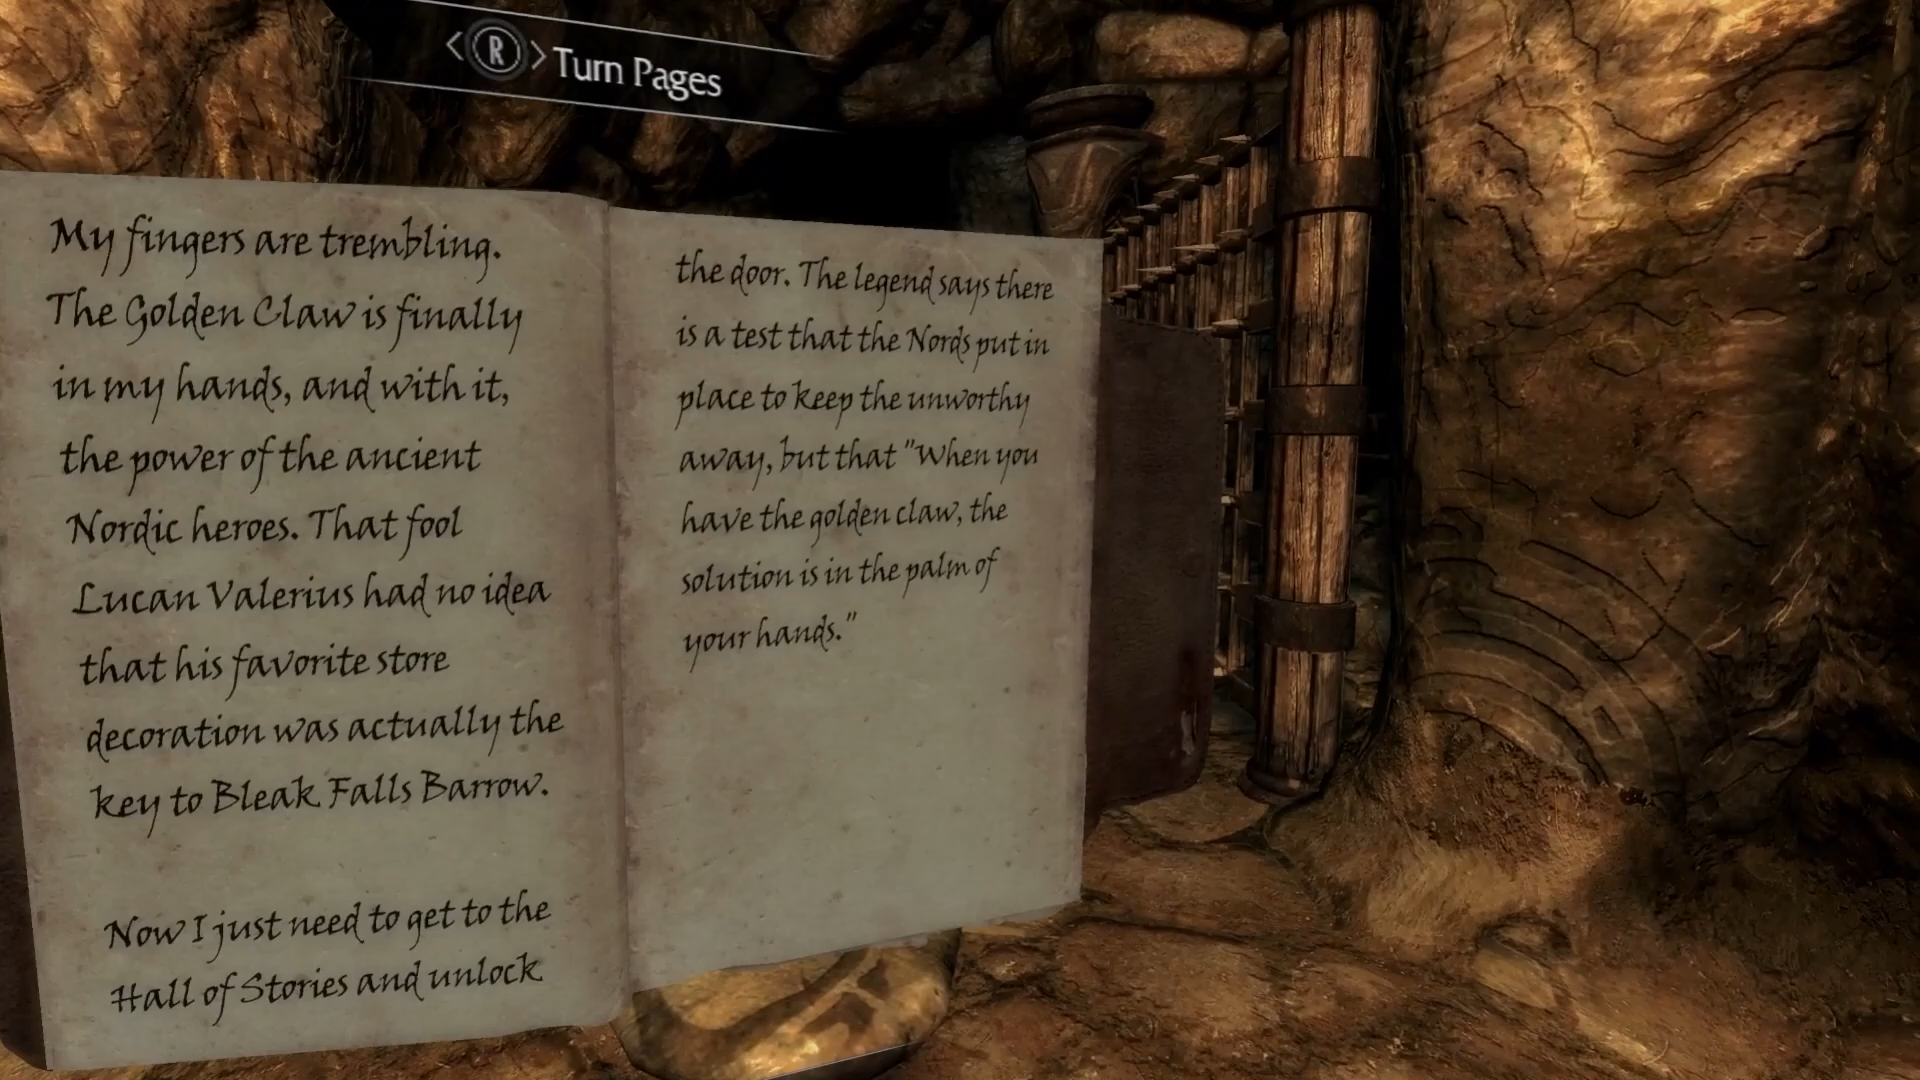 R Turn Pages
My fingers are trembling.
The Golden Claw is finally
in my hands, and with it,
the power of the ancient
Nordic heroes. That fool
Lucan Valerius had no idea
that his favorite store
decoration was actually the
key to Bleak Falls Barrow.
Now I just need to get to the
Hall of Stories and unlock
the door. The legend says there
is a test that the Nords put in
place to keep the unworthy
away, but that "When you
have the golden claw, the
solution is in the palm of
your hands."